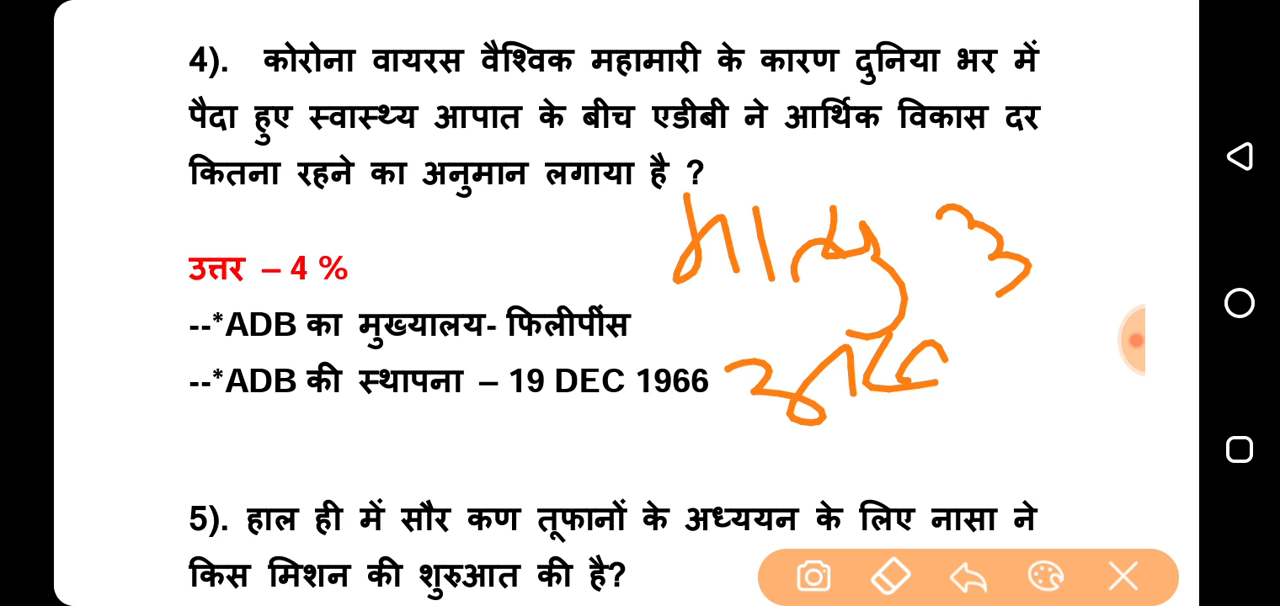 4). कोरोना वायरस वैश्विक महामारी के कारण दुनिया भर में
पैदा हुए स्वास्थ्य आपात के बीच एडीबी ने आर्थिक विकास दर
कितना रहने का अनुमान लगाया है ?
उत्तर – 4 %
--*ADB का मुख्यालय- फिलीपींस
--*ADB की स्थापना – 19 DEC 1966
5). हाल ही में सौर कण तूफानों के अध्ययन के लिए नासा ने
किस मिशन की शुरुआत की है?